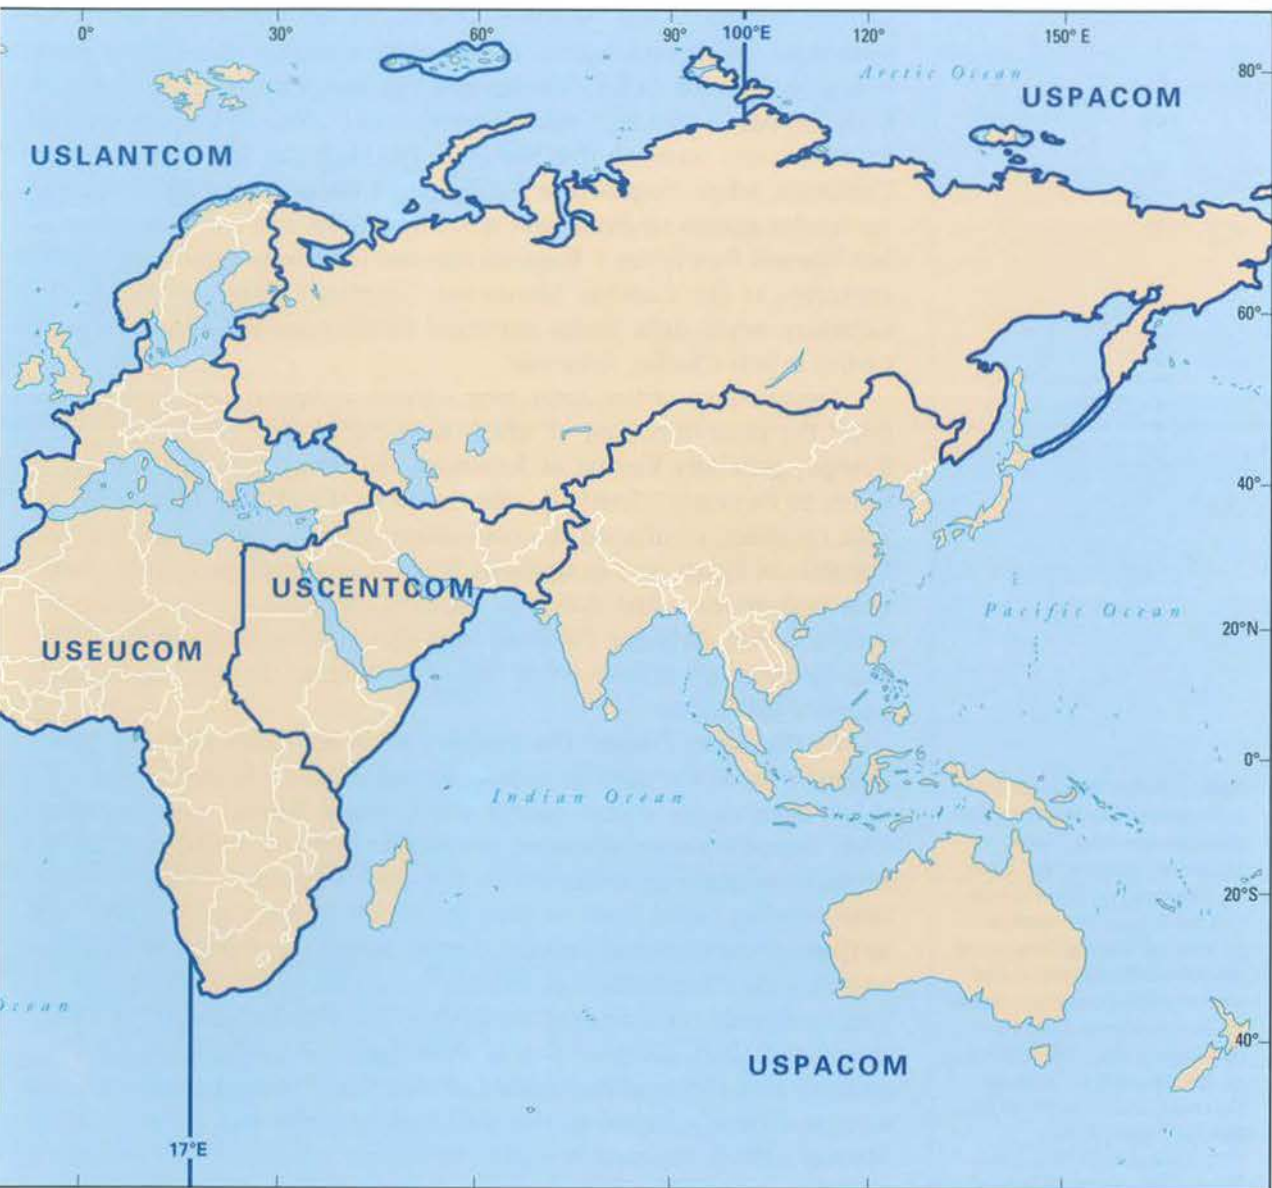 0° 30° 60° 90° 100°E 120° 150° E
80°
Arctic Ocean
USPACOM
USLANTCOM
60°
40°
USCENTCOM
Pacific Ocean
20°N
USEUCOM
0°
Indian Ocean
20°S
Ocean
40°
USPACOM
17°E